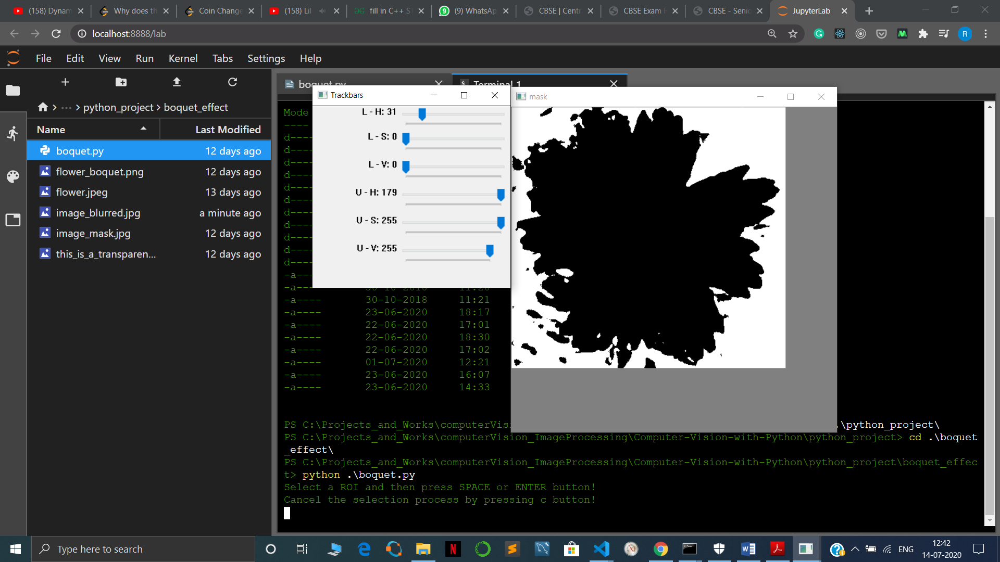 (158) Dynam
Why does th
Coin Change
(158) Lil
fill in C++ ST
(9) WhatsAp
CBSE | Centr
CBSE Exam
CBSE - Senio
JupyterLab
localhost:8888/lab
R
File Edit View Run Kernel Tabs Settings Help
boquet.py
Terminal 1
python_project > boquet_effect
Name Last Modified
boquet.py 12 days ago
flower_boquet.png 12 days ago
flower.jpeg 13 days ago
image_blurred.jpg a minute ago
image_mask.jpg 12 days ago
this_is_a_transparen... 12 days ago
Trackbars
L - H: 31
L - S: 0
L - V: 0
U - H: 179
U - S: 255
U - V: 255
mask
Mode
----
d----
d----
d----
d----
d----
d----
d----
d----
d----
d----
d----
-a---
-a---
-a---- 30-10-2018 11:21
-a---- 23-06-2020 18:17
-a---- 22-06-2020 17:01
-a---- 22-06-2020 18:30
-a---- 22-06-2020 17:02
-a---- 01-07-2020 12:21
-a---- 23-06-2020 16:07
-a---- 23-06-2020 14:33
PS C:\Projects_and_Works\computerVis .\python_project\
PS C:\Projects_and_Works\computerVision_ImageProcessing\Computer-Vision-with-Python\python_project> cd .\boquet
_effect\
PS C:\Projects_and_Works\computerVision_ImageProcessing\Computer-Vision-with-Python\python_project\boquet_effec
t> python .\boquet.py
Select a ROI and then press SPACE or ENTER button!
Cancel the selection process by pressing c button!
Type here to search
ENG
12:42
14-07-2020